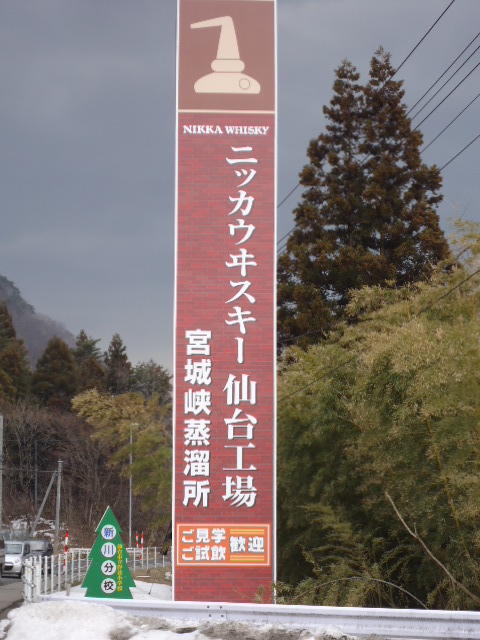 NIKKA WHISKY
ニッカウヰスキー仙台工場
宮城峡蒸溜所
ご見学
ご試飲
歓迎
新川分校